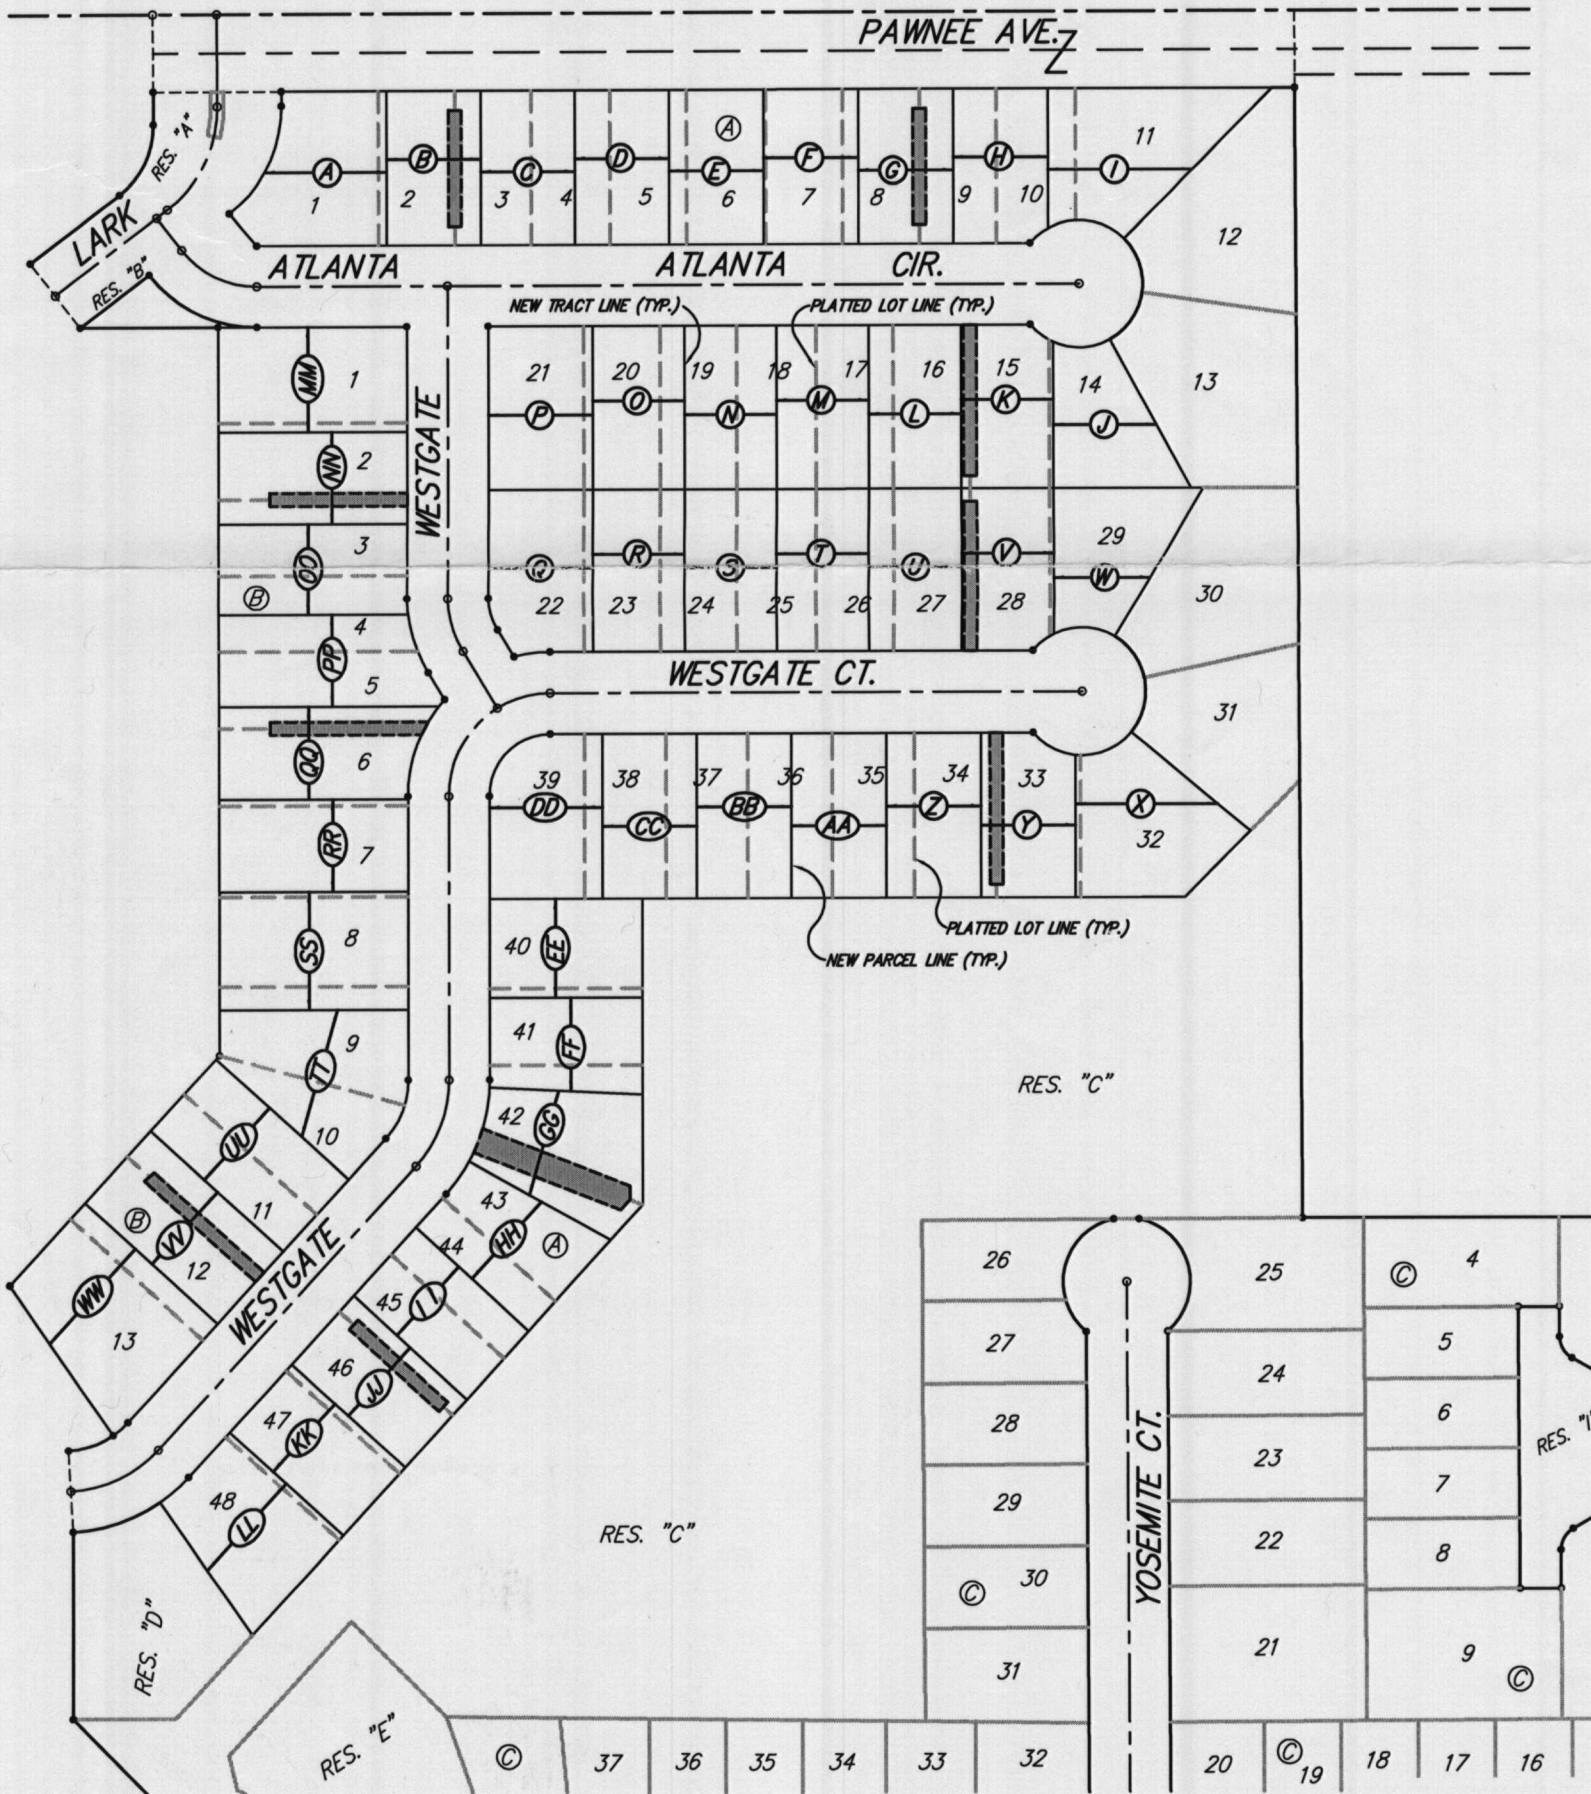 PAWNEE AVE.
Z
RES. "A"
LARK
RES. "B"
A B C D E F G H I
A
1 2 3 4 5 6 7 8 9 10 11
12
ATLANTA ATLANTA CIR.
NEW TRACT LINE (TYP.) PLATTED LOT LINE (TYP.)
MM 1
NN 2
OO 3
B
PP 4
5
QQ 6
RR 7
SS 8
TT 9
10
WESTGATE
21 20 19 18 17 16 15 14 13
P O N M L K J
Q R S T U V W
22 23 24 25 26 27 28 29 30
WESTGATE CT.
31
39 38 37 36 35 34 33
DD CC BB AA Z Y X
32
PLATTED LOT LINE (TYP.)
NEW PARCEL LINE (TYP.)
40 EE
41 FF
42 GG
RES. "C"
UU
11
B VV
12
WW
13
WESTGATE
43
44 HH A
45 II
46 JJ
47 KK
48 LL
RES. "C"
RES. "D"
RES. "E"
26 25 C 4
27 24 5
28 23 6
29 22 7
C 30 8
31 21 9
C
RES. "I"
YOSEMITE CT.
C 37 36 35 34 33 32 20 C 19 18 17 16